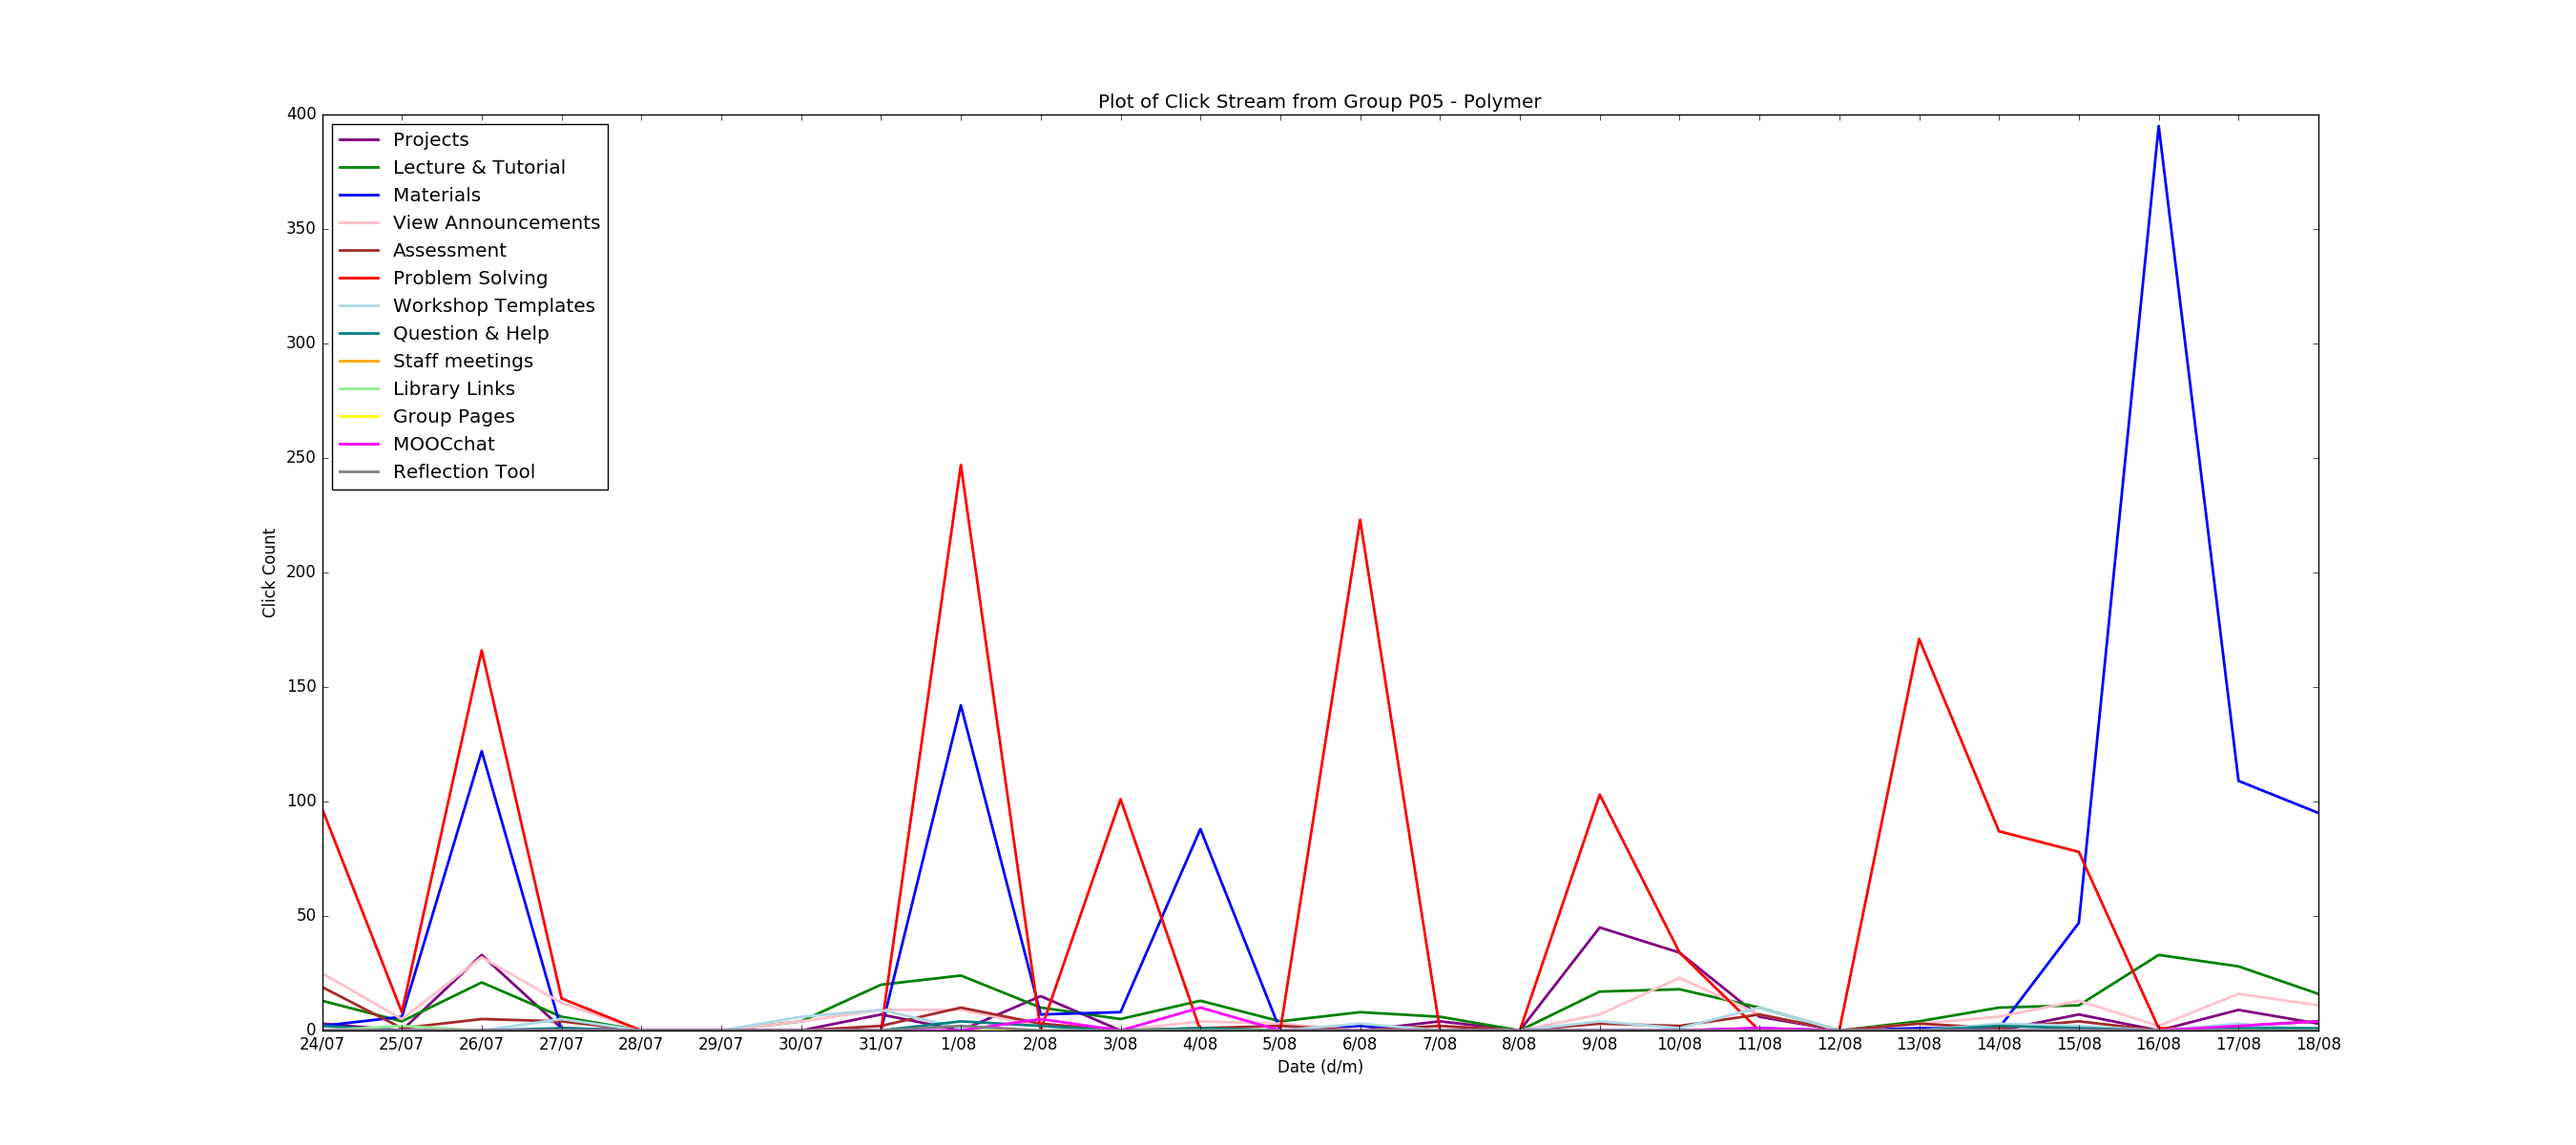 Plot of Click Stream from Group P05 - Polymer
400
350
300
250
200
150
100
50
0
Click Count
Projects
Lecture & Tutorial
Materials
View Announcements
Assessment
Problem Solving
Workshop Templates
Question & Help
Staff meetings
Library Links
Group Pages
MOOCchat
Reflection Tool
24/07 25/07 26/07 27/07 28/07 29/07 30/07 31/07 1/08 2/08 3/08 4/08 5/08 6/08 7/08 8/08 9/08 10/08 11/08 12/08 13/08 14/08 15/08 16/08 17/08 18/08
Date (d/m)